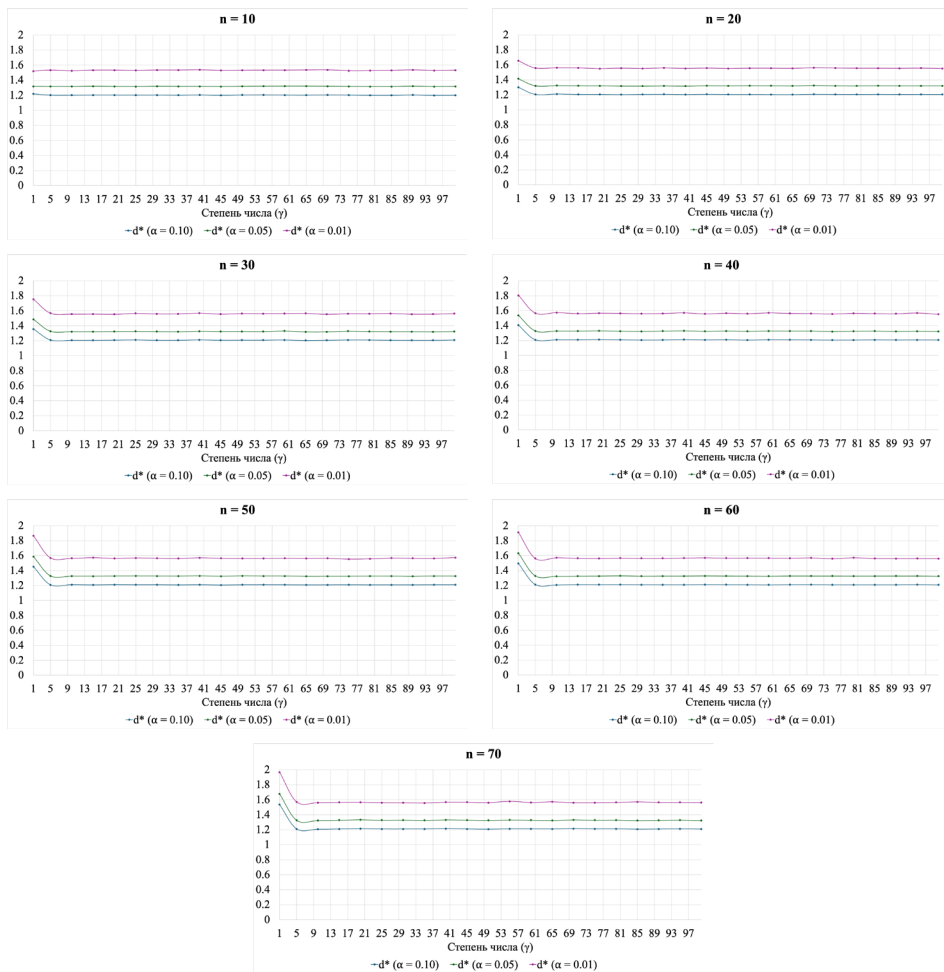 n = 10
2
1.8
1.6
1.4
1.2
1
0.8
0.6
0.4
0.2
0
1 5 9 13 17 21 25 29 33 37 41 45 49 53 57 61 65 69 73 77 81 85 89 93 97
Степень числа (γ)
d* (α = 0.10) d* (α = 0.05) d* (α = 0.01)
n = 20
2
1.8
1.6
1.4
1.2
1
0.8
0.6
0.4
0.2
0
1 5 9 13 17 21 25 29 33 37 41 45 49 53 57 61 65 69 73 77 81 85 89 93 97
Степень числа (γ)
d* (α = 0.10) d* (α = 0.05) d* (α = 0.01)
n = 30
2
1.8
1.6
1.4
1.2
1
0.8
0.6
0.4
0.2
0
1 5 9 13 17 21 25 29 33 37 41 45 49 53 57 61 65 69 73 77 81 85 89 93 97
Степень числа (γ)
d* (α = 0.10) d* (α = 0.05) d* (α = 0.01)
n = 40
2
1.8
1.6
1.4
1.2
1
0.8
0.6
0.4
0.2
0
1 5 9 13 17 21 25 29 33 37 41 45 49 53 57 61 65 69 73 77 81 85 89 93 97
Степень числа (γ)
d* (α = 0.10) d* (α = 0.05) d* (α = 0.01)
n = 50
2
1.8
1.6
1.4
1.2
1
0.8
0.6
0.4
0.2
0
1 5 9 13 17 21 25 29 33 37 41 45 49 53 57 61 65 69 73 77 81 85 89 93 97
Степень числа (γ)
d* (α = 0.10) d* (α = 0.05) d* (α = 0.01)
n = 60
2
1.8
1.6
1.4
1.2
1
0.8
0.6
0.4
0.2
0
1 5 9 13 17 21 25 29 33 37 41 45 49 53 57 61 65 69 73 77 81 85 89 93 97
Степень числа (γ)
d* (α = 0.10) d* (α = 0.05) d* (α = 0.01)
n = 70
2
1.8
1.6
1.4
1.2
1
0.8
0.6
0.4
0.2
0
1 5 9 13 17 21 25 29 33 37 41 45 49 53 57 61 65 69 73 77 81 85 89 93 97
Степень числа (γ)
d* (α = 0.10) d* (α = 0.05) d* (α = 0.01)